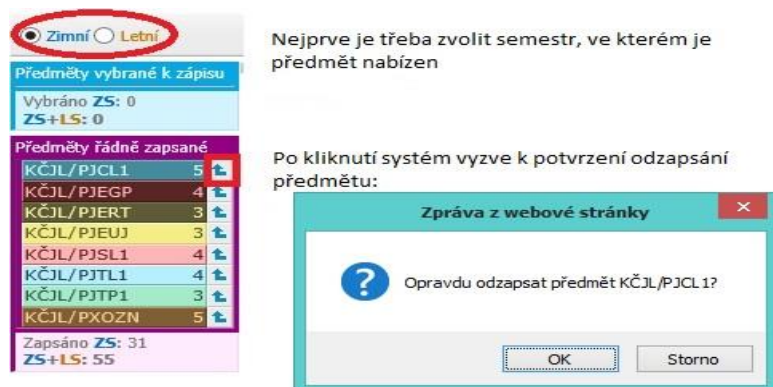 Zimní Letní
Předměty vybrané k zápisu
Vybráno ZS: 0
ZS+LS: 0
Předměty řádně zapsané
KČJL/PJCL1 5
KČJL/PJEGP 4
KČJL/PJERT 3
KČJL/PJEUJ 3
KČJL/PJSL1 4
KČJL/PJTL1 4
KČJL/PJTP1 3
KČJL/PXOZN 5
Zapsáno ZS: 31
ZS+LS: 55
Nejprve je třeba zvolit semestr, ve kterém je
předmět nabízen
Po kliknutí systém vyzve k potvrzení odzapsání
předmětu:
Zpráva z webové stránky
Opravdu odzapsat předmět KČJL/PJCL1?
OK Storno